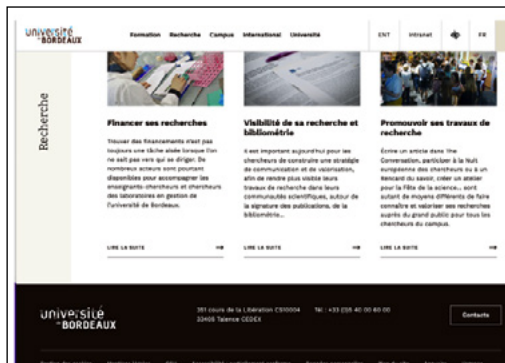 université
de BORDEAUX
Formation Recherche Campus International Université
ENT Intranet FR
Recherche
Financer ses recherches
Trouver des financements n'est pas
toujours une tâche aisée lorsque l'on
ne sait pas vers qui se diriger. De
nombreux acteurs sont pourtant
disponibles pour accompagner les
enseignants-chercheurs et chercheurs
des laboratoires en gestion de
l'université de Bordeaux.
LIRE LA SUITE
Visibilité de sa recherche et
bibliométrie
Il est important aujourd'hui pour les
chercheurs de construire une stratégie
de communication et de valorisation,
afin de rendre plus visible leurs
travaux de recherche dans leurs
communautés scientifiques, autour de
la signature des publications, de la
bibliométrie...
LIRE LA SUITE
Promouvoir ses travaux de
recherche
Écrire un article dans The
Conversation, participer à la Nuit
européenne des chercheurs ou à un
Rencard du savoir, créer un atelier
pour la Fête de la science... sont
autant de moyens différents de faire
connaître et valoriser ses recherches
auprès du grand public pour tous les
chercheurs du campus.
LIRE LA SUITE
université
de BORDEAUX
351 cours de la Libération CS10004
33405 Talence CEDEX
Tél. : +33 (0)5 40 00 60 00
Contacts